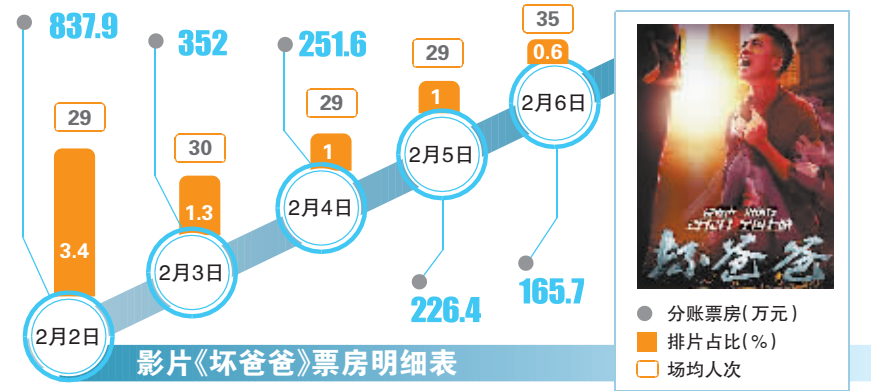 837.9
352
251.6
29
30
29
29
35
3.4
1.3
1
1
0.6
2月2日
2月3日
2月4日
2月5日
2月6日
226.4
165.7
坏爸爸
分账票房(万元)
排片占比(%)
场均人次
影片《坏爸爸》票房明细表